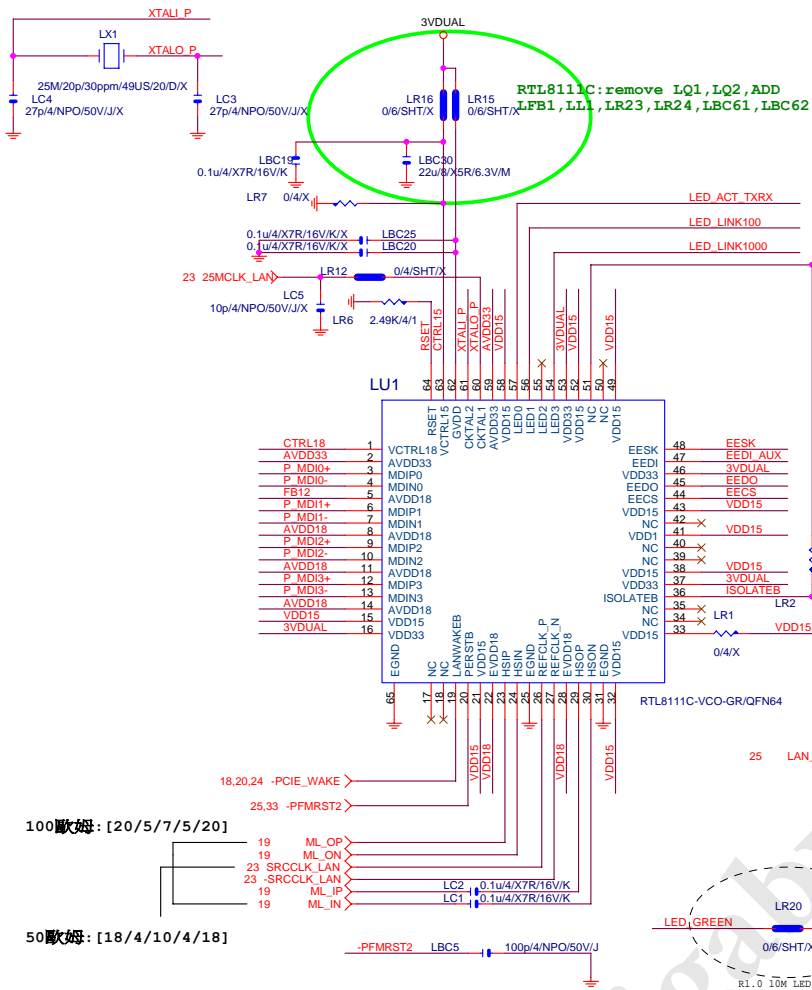 XTALI_P
LX1
XTALO_P
25M/20p/30ppm/49US/20/D/X
LC4
27p/4/NPO/50V/J/X
LC3
27p/4/NPO/50V/J/X
3VDUAL
LR16
0/6/SHT/X
LR15
0/6/SHT/X
RTL8111C:remove LQ1,LQ2,ADD
LFB1,LL1,LR23,LR24,LBC61,LBC62
LBC19
0.1u/4/X7R/16V/K
LBC30
22u/8/X5R/6.3V/M
LR7
0/4/X
0.1u/4/X7R/16V/K/X
LBC25
0.1u/4/X7R/16V/K/X
LBC20
23 25MCLK_LAN
LR12
0/4/SHT/X
LC5
10p/4/NPO/50V/J/X
LR6
2.49K/4/1
LED_ACT_TXRX
LED_LINK100
LED_LINK1000
RSET
CTRL15
XTALI_P
XTALO_P
AVDD33
VDD15
3VDUAL
VDD15
VDD15
LU1
64 63 62 61 60 59 58 57 56 55 54 53 52 51 50 49
RSET
VCTRL15
GVDD
CKTAL2
CKTAL1
AVDD33
VDD15
LED0
LED1
LED2
LED3
VDD33
VDD15
NC
NC
VDD15
CTRL18 1 VCTRL18
AVDD33 2 AVDD33
P_MDI0+ 3 MDIP0
P_MDI0- 4 MDIN0
FB12 5 AVDD18
P_MDI1+ 6 MDIP1
P_MDI1- 7 MDIN1
AVDD18 8 AVDD18
P_MDI2+ 9 MDIP2
P_MDI2- 10 MDIN2
AVDD18 11 AVDD18
P_MDI3+ 12 MDIP3
P_MDI3- 13 MDIN3
AVDD18 14 AVDD18
VDD15 15 VDD15
3VDUAL 16 VDD33
EESK 48 EESK
EEDI 47 EEDI_AUX
VDD33 46 3VDUAL
EEDO 45 EEDO
EECS 44 EECS
VDD15 43 VDD15
NC 42
VDD1 41 VDD15
NC 40
NC 39
VDD15 38 VDD15
VDD33 37 3VDUAL
ISOLATEB 36 ISOLATEB
NC 35
NC 34
VDD15 33
LR2
LR1
0/4/X
VDD15
EGND
NC
NC
LANWAKEB
PERSTB
VDD15
EVDD18
HSIP
HSIN
EGND
REFCLK_P
REFCLK_N
EVDD18
HSOP
HSON
EGND
VDD15
65 17 18 19 20 21 22 23 24 25 26 27 28 29 30 31 32
RTL8111C-VCO-GR/QFN64
VDD15
VDD18
VDD18
VDD15
25 LAN_
18,20,24 -PCIE_WAKE
25,33 -PFMRST2
100歐姆:[20/5/7/5/20]
19 ML_OP
19 ML_ON
23 SRCCLK_LAN
23 -SRCCLK_LAN
19 ML_IP
19 ML_IN
LC2 0.1u/4/X7R/16V/K
LC1 0.1u/4/X7R/16V/K
50歐姆:[18/4/10/4/18]
-PFMRST2
LBC5
100p/4/NPO/50V/J
LED_GREEN
LR20
0/6/SHT/X
R1.0 10M LED